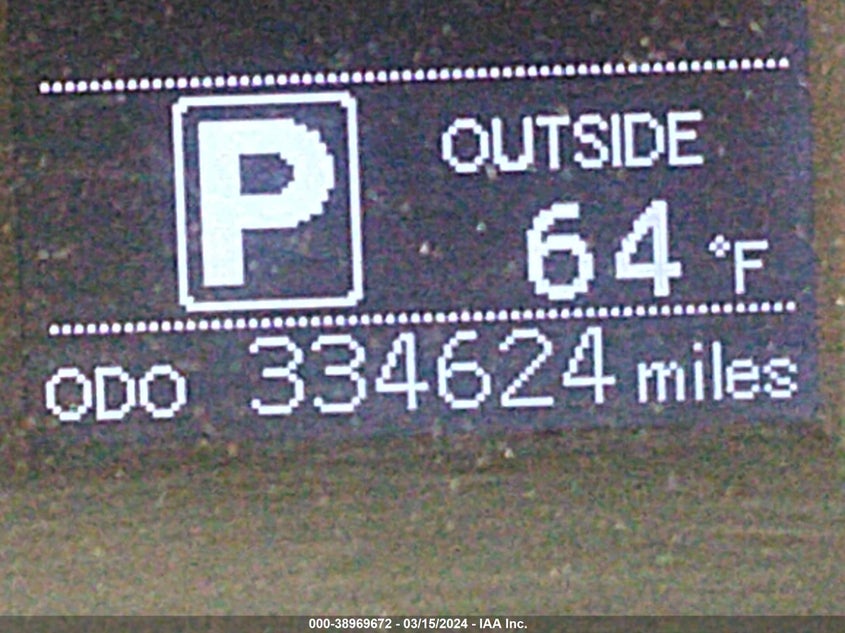 P
OUTSIDE
64 °F
ODO 334624 miles
000-38969672 - 03/15/2024 - IAA Inc.